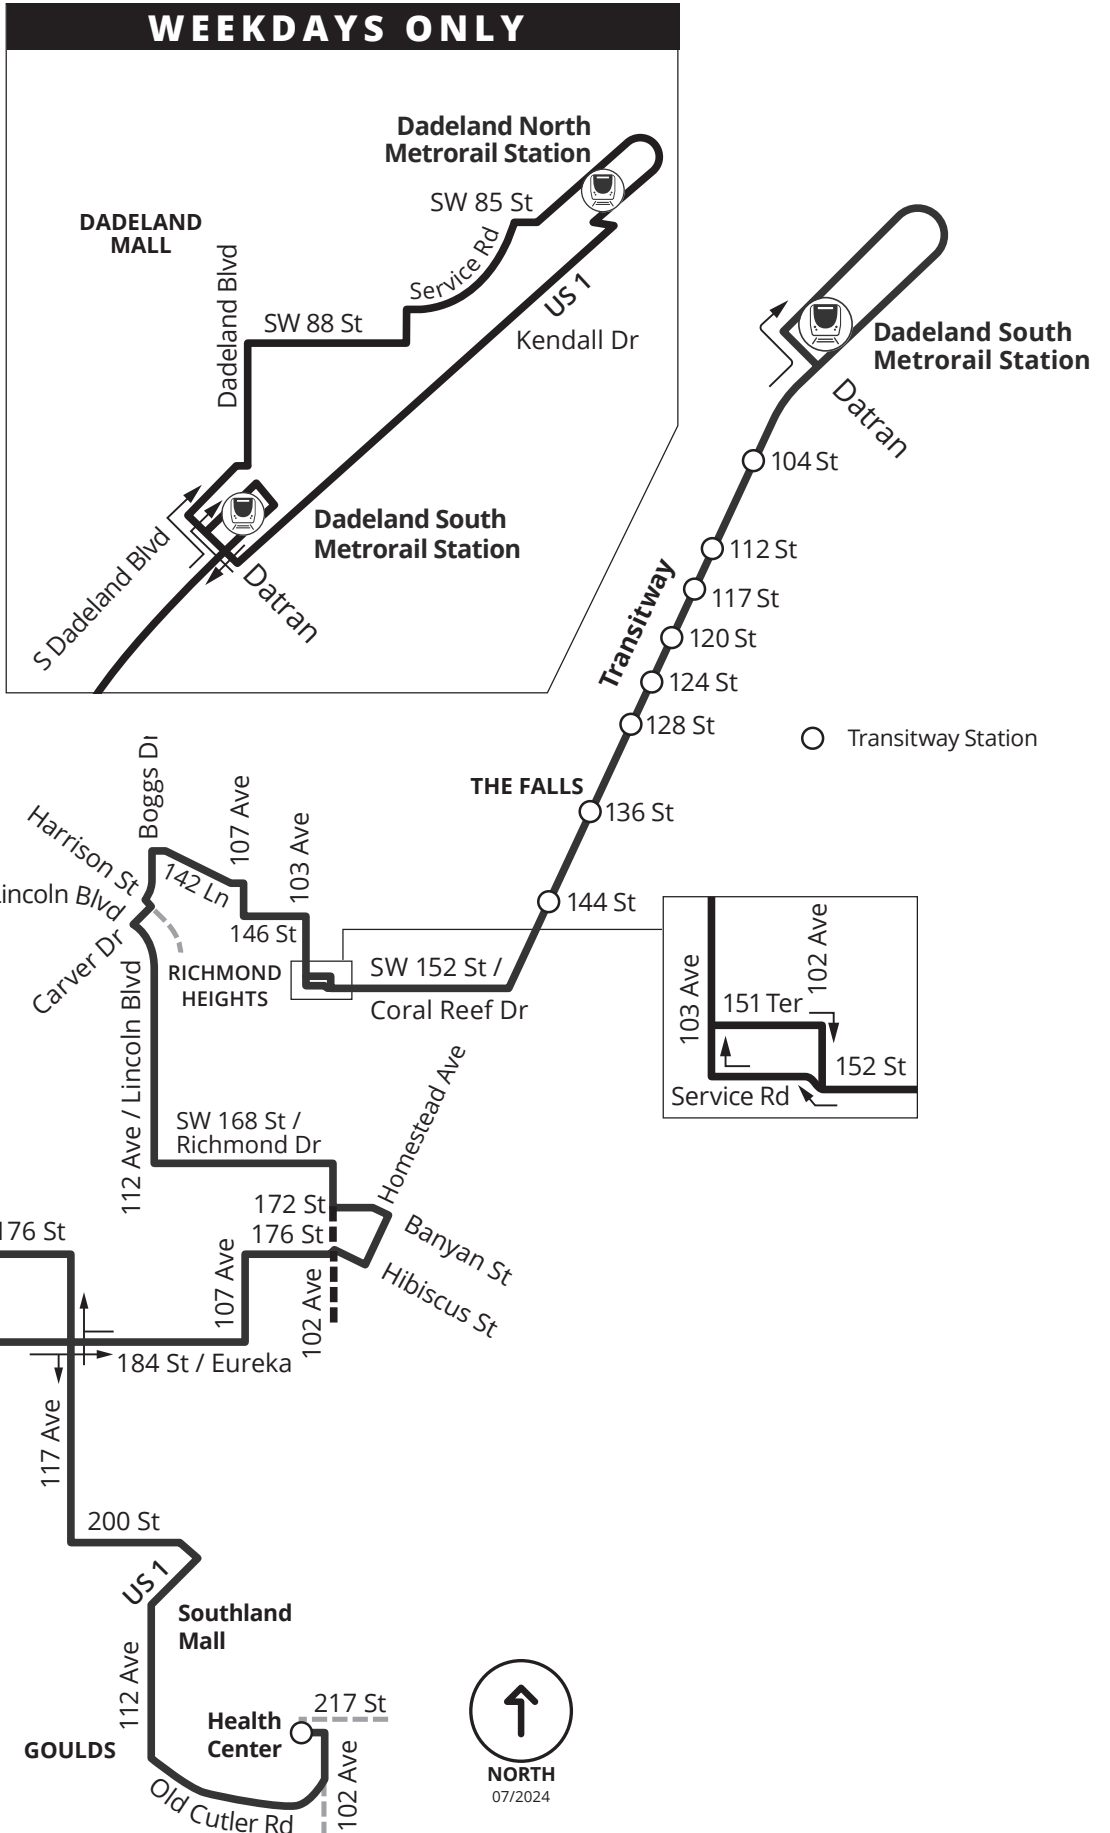 WEEKDAYS ONLY
Dadeland North
Metrorail Station
SW 85 St
DADELAND
MALL
Dadeland Blvd
Service Rd
US 1
SW 88 St
Kendall Dr
Dadeland South
Metrorail Station
S Dadeland Blvd
Datran
Dadeland South
Metrorail Station
Datran
104 St
112 St
117 St
Transitway
120 St
124 St
128 St
Transitway Station
THE FALLS
136 St
144 St
Boggs Dr
107 Ave
103 Ave
Harrison St
142 Ln
incoln Blvd
146 St
Carver Dr
RICHMOND
HEIGHTS
SW 152 St /
Coral Reef Dr
103 Ave
102 Ave
151 Ter
152 St
Service Rd
112 Ave / Lincoln Blvd
Homestead Ave
SW 168 St /
Richmond Dr
172 St
176 St
176 St
Banyan St
Hibiscus St
107 Ave
102 Ave
184 St / Eureka
117 Ave
200 St
US 1
Southland
Mall
112 Ave
217 St
Health
Center
GOULDS
102 Ave
Old Cutler Rd
NORTH
07/2024